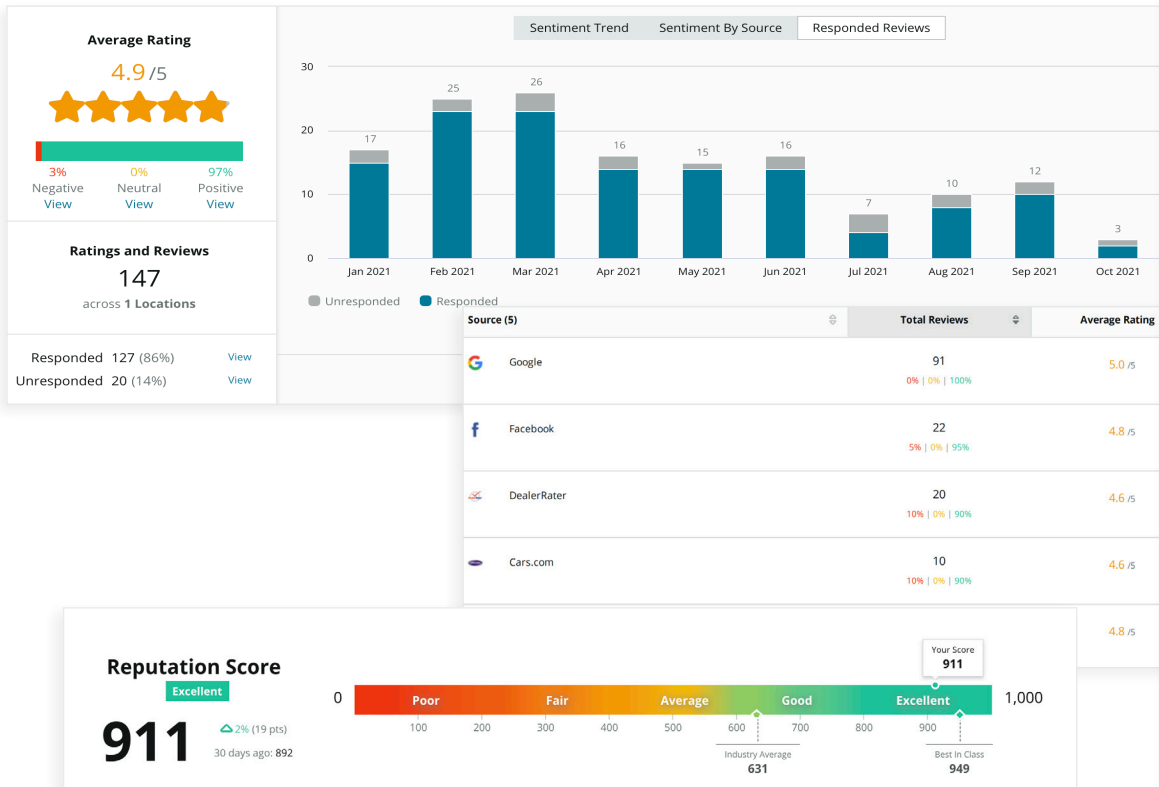 Average Rating
4.9 /5
3% 0% 97%
Negative Neutral Positive
View View View
Ratings and Reviews
147
across 1 Locations
Responded 127 (86%) View
Unresponded 20 (14%) View
Sentiment Trend Sentiment By Source Responded Reviews
30
20
10
0
17 25 26 16 15 16 7 10 12 3
Jan 2021 Feb 2021 Mar 2021 Apr 2021 May 2021 Jun 2021 Jul 2021 Aug 2021 Sep 2021 Oct 2021
Unresponded Responded
Source (5) Total Reviews Average Rating
Google 91 5.0 /5
0% | 0% | 100%
Facebook 22 4.8 /5
5% | 0% | 95%
DealerRater 20 4.6 /5
10% | 0% | 90%
Cars.com 10 4.6 /5
10% | 0% | 90%
4.8 /5
Reputation Score
Excellent
911
2% (19 pts)
30 days ago: 892
Your Score
911
0 Poor Fair Average Good Excellent 1,000
100 200 300 400 500 600 700 800 900
Industry Average
631
Best In Class
949